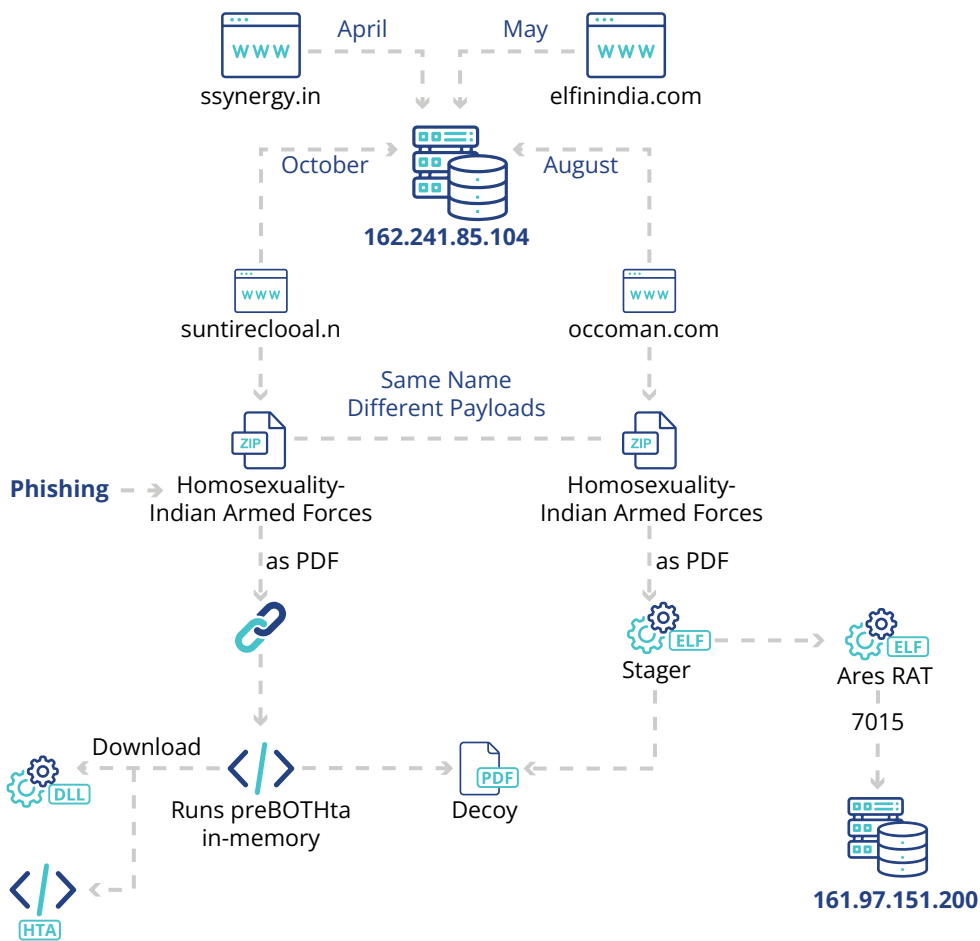 WWW
WWW
April
May
ssynergy.in
elfinindia.com
October
August
162.241.85.104
WWW
WWW
suntireclooal.n
occoman.com
Same Name
Different Payloads
ZIP
ZIP
Phishing
Homosexuality-
Indian Armed Forces
Homosexuality-
Indian Armed Forces
as PDF
as PDF
ELF
Stager
ELF
Ares RAT
7015
Download
DLL
Runs preBOTHta
in-memory
PDF
Decoy
HTA
161.97.151.200